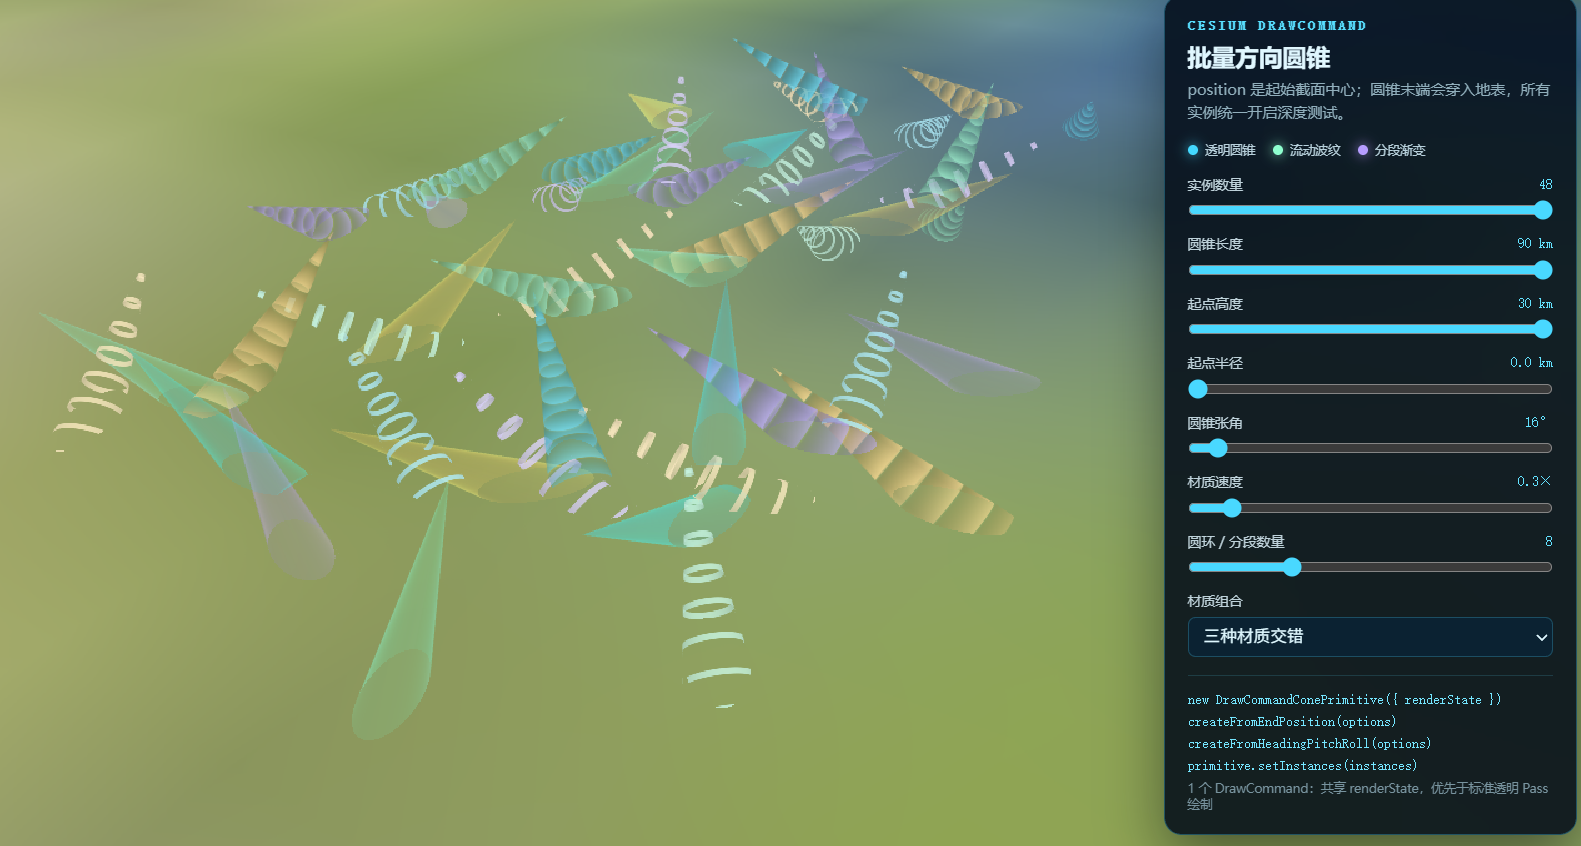 CESIUM DRAWCOMMAND
批量方向圆锥
position 是起始截面中心；圆锥末端会穿入地表，所有
实例统一开启深度测试。
透明圆锥 流动波纹 分段渐变
实例数量 48
圆锥长度 90 km
起点高度 30 km
起点半径 0.0 km
圆锥张角 16°
材质速度 0.3×
圆环 / 分段数量 8
材质组合
三种材质交错
new DrawCommandConePrimitive({ renderState })
createFromEndPosition(options)
createFromHeadingPitchRoll(options)
primitive.setInstances(instances)
1 个 DrawCommand：共享 renderState，优先于标准透明 Pass
绘制